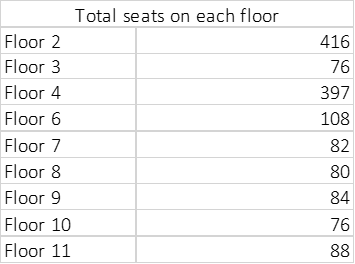 Total seats on each floor
Floor 2 416
Floor 3 76
Floor 4 397
Floor 6 108
Floor 7 82
Floor 8 80
Floor 9 84
Floor 10 76
Floor 11 88